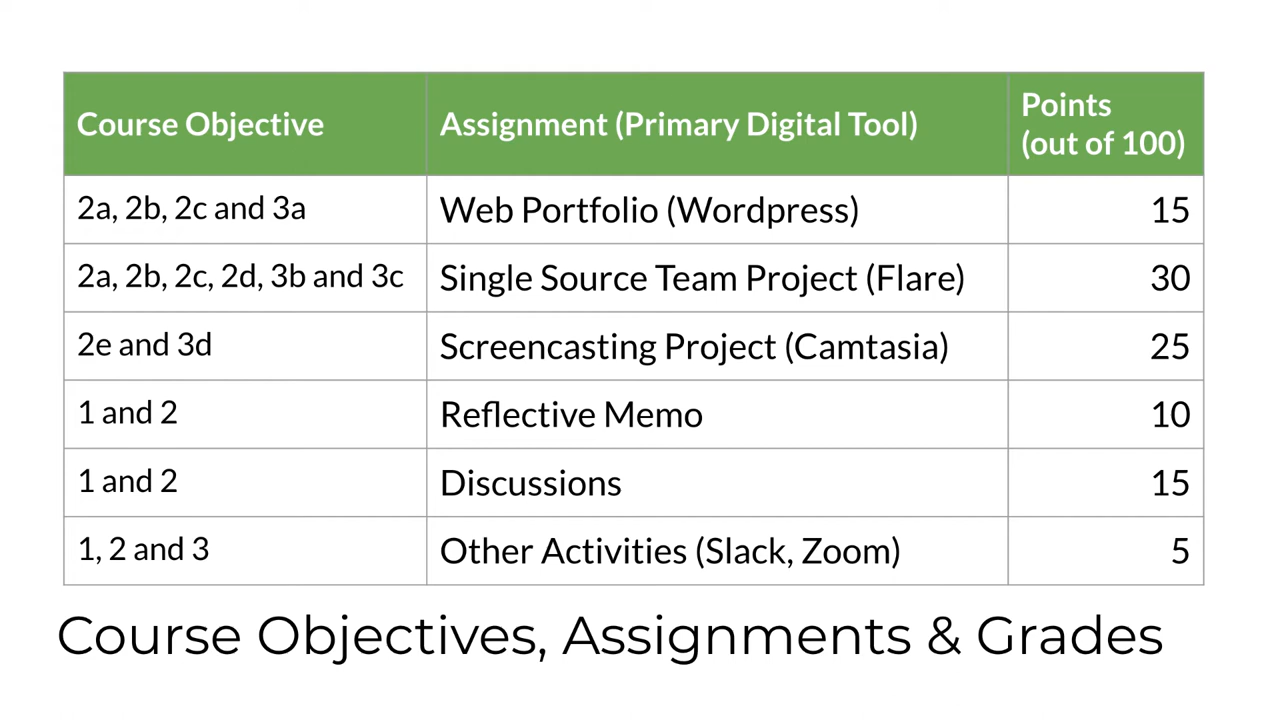 Course Objective
Assignment (Primary Digital Tool)
Points
(out of 100)
2a, 2b, 2c and 3a
Web Portfolio (Wordpress)
15
2a, 2b, 2c, 2d, 3b and 3c
Single Source Team Project (Flare)
30
2e and 3d
Screencasting Project (Camtasia)
25
1 and 2
Reflective Memo
10
1 and 2
Discussions
15
1, 2 and 3
Other Activities (Slack, Zoom)
5
Course Objectives, Assignments & Grades